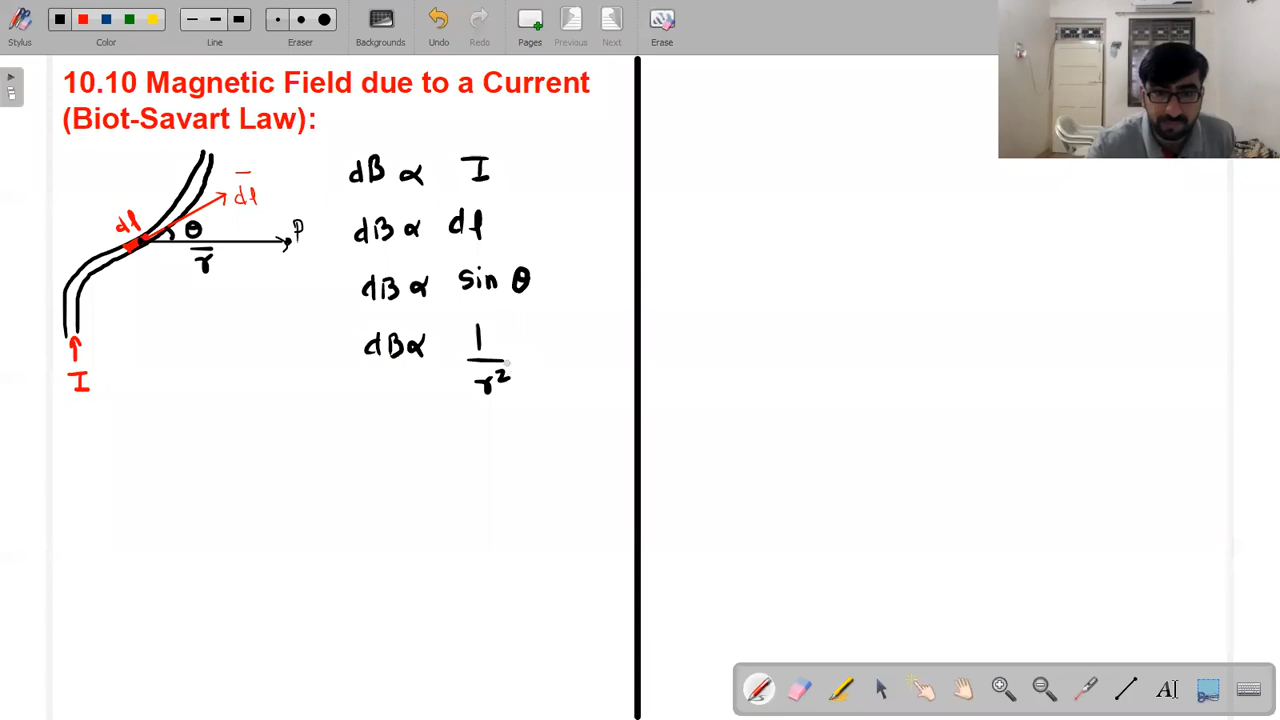 Stylus
Color
Line
Eraser
Backgrounds
Undo
Redo
Pages
Previous
Next
Erase
10.10 Magnetic Field due to a Current
(Biot-Savart Law):
dl
dl
θ
r
P
I
dB ∝ I
dB ∝ dl
dB ∝ sin θ
dB ∝ 1/r²
AI